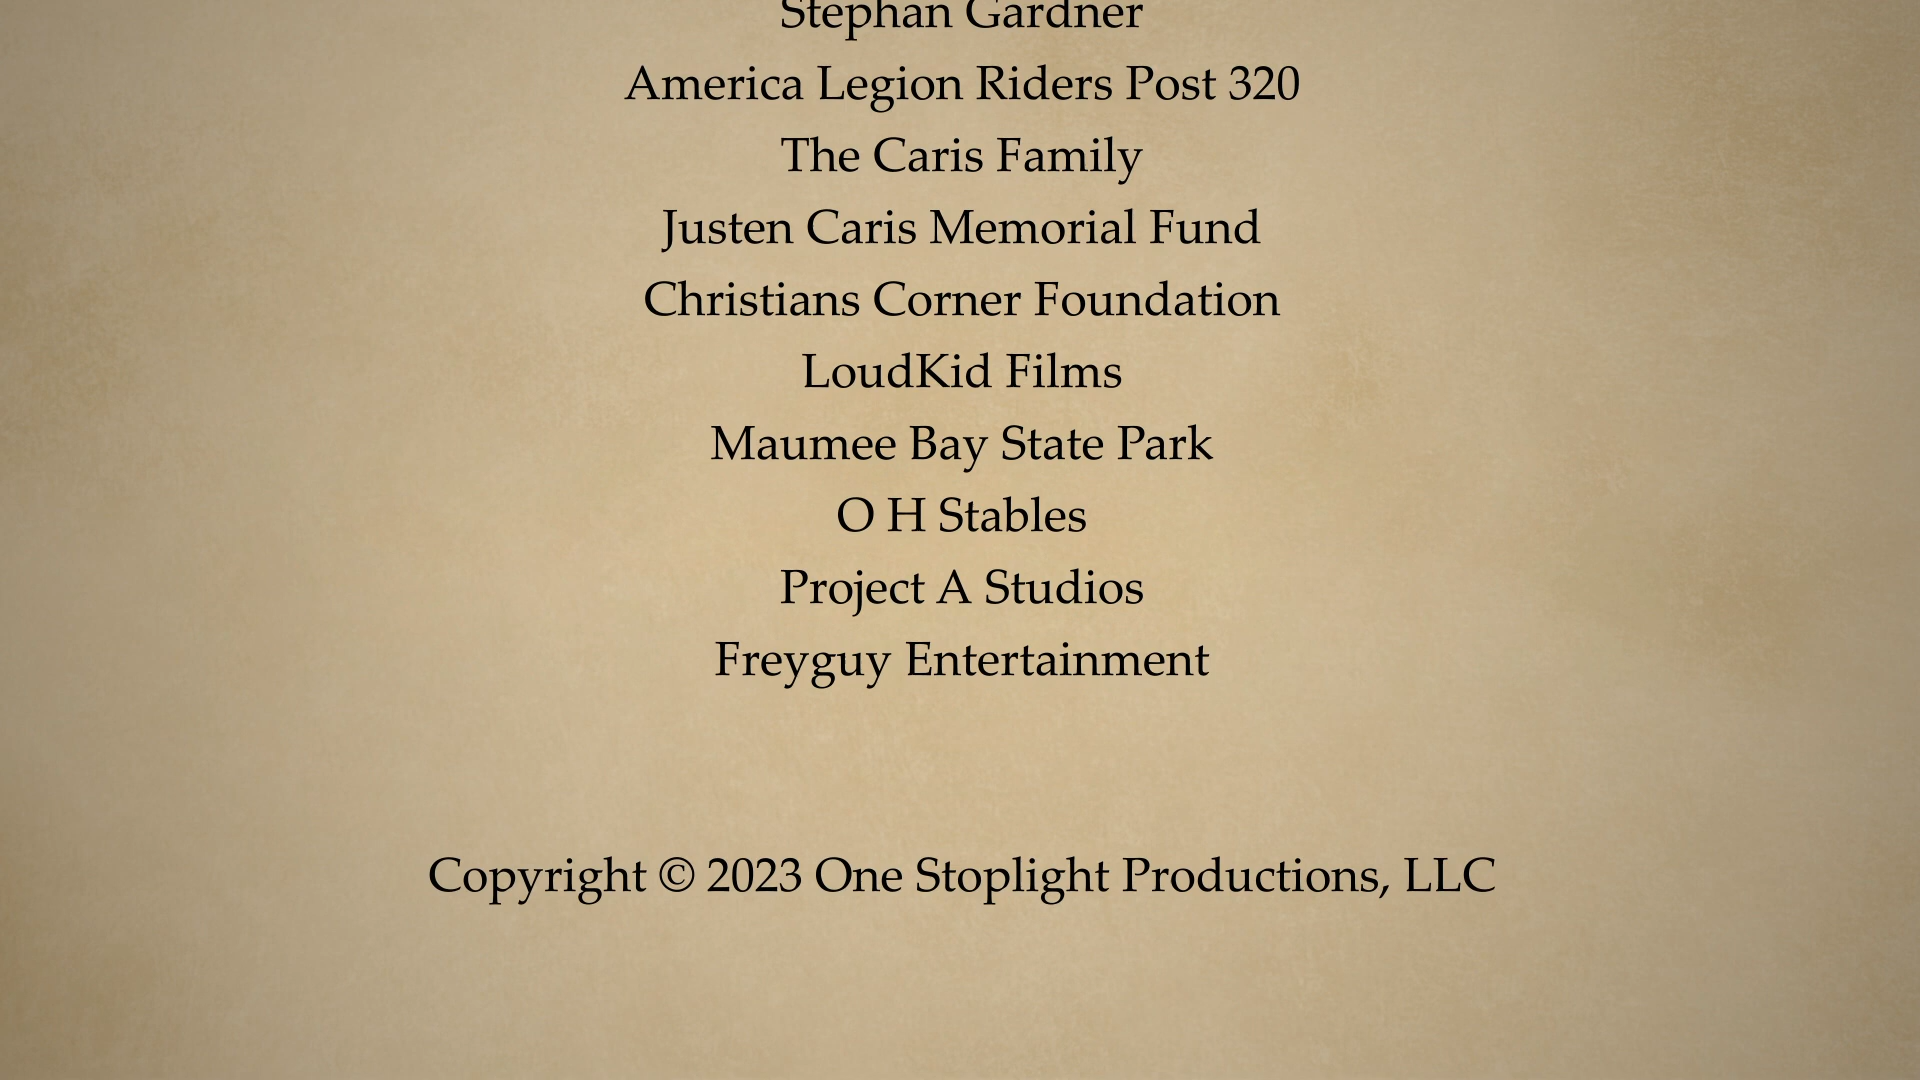 Stephan Gardner
America Legion Riders Post 320
The Caris Family
Justen Caris Memorial Fund
Christians Corner Foundation
LoudKid Films
Maumee Bay State Park
O H Stables
Project A Studios
Freyguy Entertainment
Copyright © 2023 One Stoplight Productions, LLC